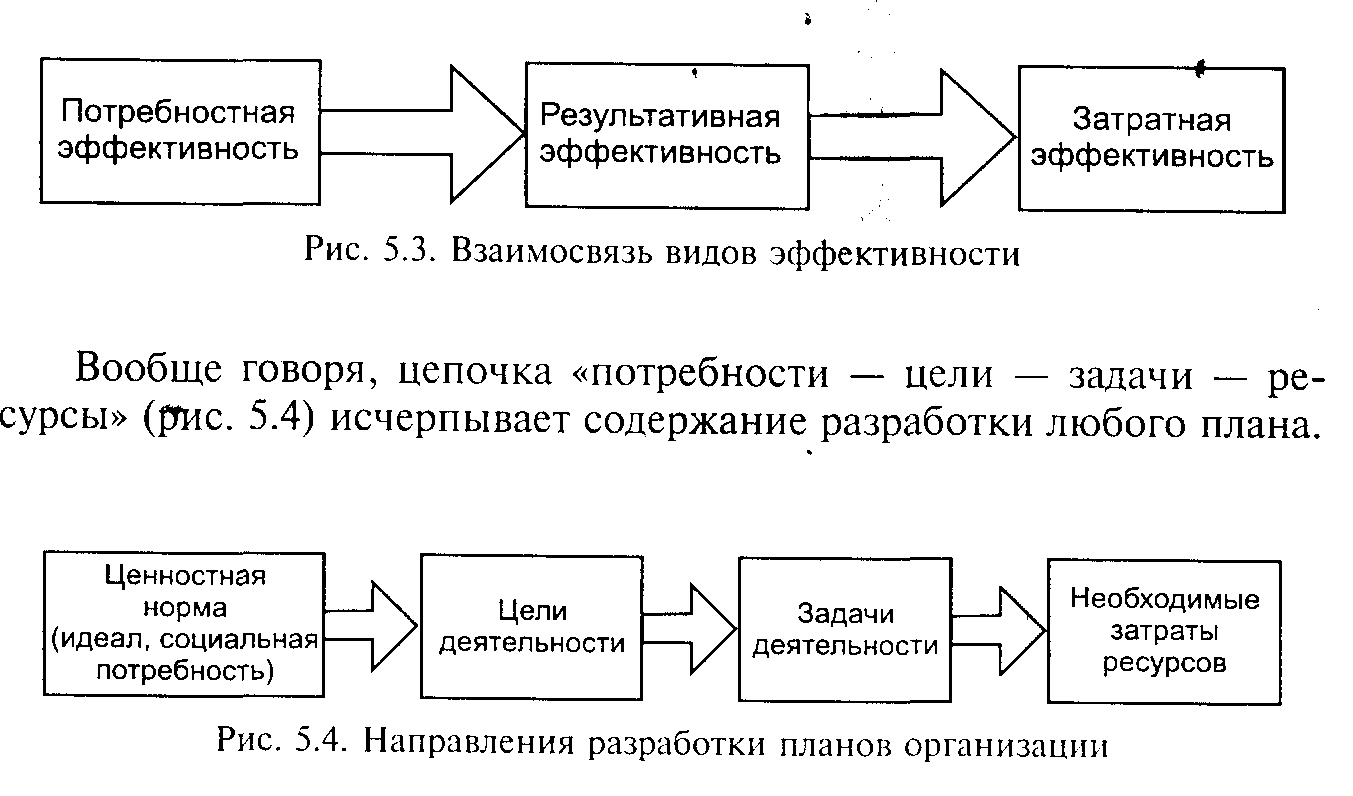 Потребностная
эффективность
Результативная
эффективность
Затратная
эффективность
Рис. 5.3. Взаимосвязь видов эффективности
Вообще говоря, цепочка «потребности — цели — задачи — ре-
сурсы» (рис. 5.4) исчерпывает содержание разработки любого плана.
Ценностная
норма
(идеал, социальная
потребность)
Цели
деятельности
Задачи
деятельности
Необходимые
затраты
ресурсов
Рис. 5.4. Направления разработки планов организации